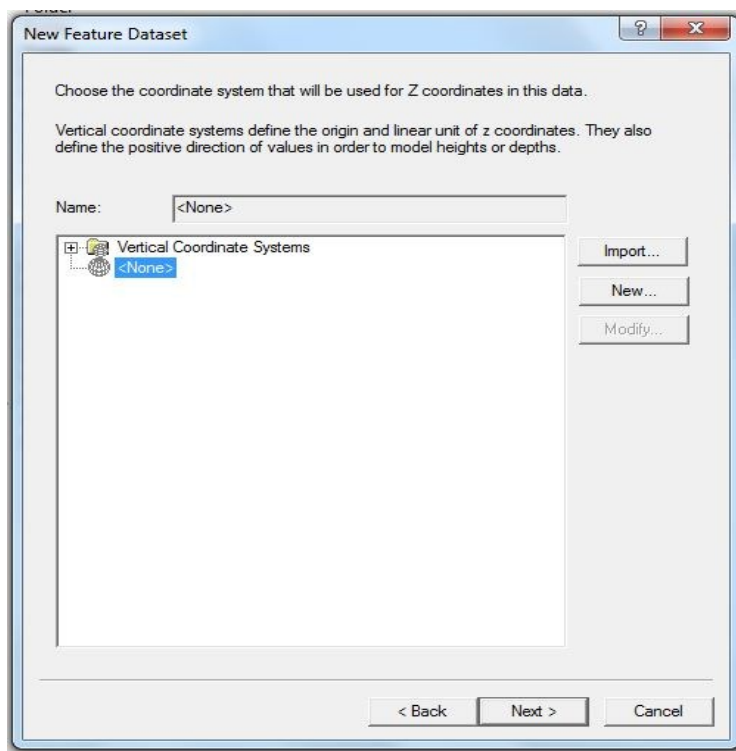 New Feature Dataset
Choose the coordinate system that will be used for Z coordinates in this data.
Vertical coordinate systems define the origin and linear unit of z coordinates. They also
define the positive direction of values in order to model heights or depths.
Name:
<None>
Vertical Coordinate Systems
<None>
Import...
New...
Modify...
< Back
Next >
Cancel